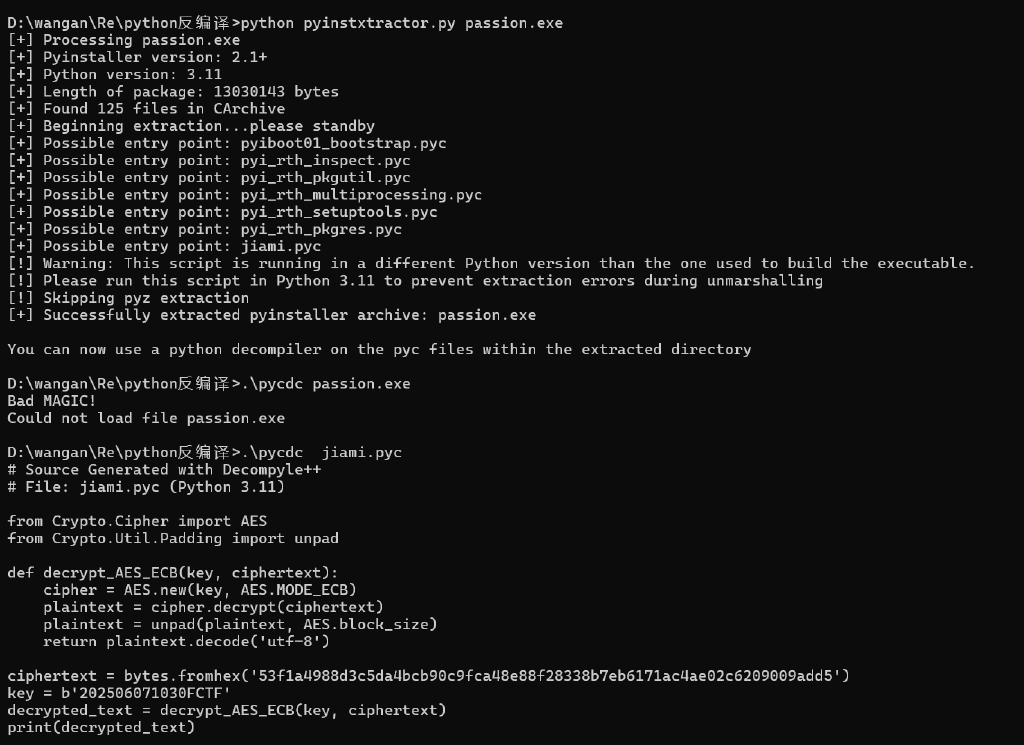 D:\wangan\Re\python反编译>python pyinstxtractor.py passion.exe
[+] Processing passion.exe
[+] Pyinstaller version: 2.1+
[+] Python version: 3.11
[+] Length of package: 13030143 bytes
[+] Found 125 files in CArchive
[+] Beginning extraction...please standby
[+] Possible entry point: pyiboot01_bootstrap.pyc
[+] Possible entry point: pyi_rth_inspect.pyc
[+] Possible entry point: pyi_rth_pkgutil.pyc
[+] Possible entry point: pyi_rth_multiprocessing.pyc
[+] Possible entry point: pyi_rth_setuptools.pyc
[+] Possible entry point: pyi_rth_pkgres.pyc
[+] Possible entry point: jiami.pyc
[!] Warning: This script is running in a different Python version than the one used to build the executable.
[!] Please run this script in Python 3.11 to prevent extraction errors during unmarshalling
[!] Skipping pyz extraction
[+] Successfully extracted pyinstaller archive: passion.exe
You can now use a python decompiler on the pyc files within the extracted directory
D:\wangan\Re\python反编译>.\pycdc passion.exe
Bad MAGIC!
Could not load file passion.exe
D:\wangan\Re\python反编译>.\pycdc  jiami.pyc
# Source Generated with Decompyle++
# File: jiami.pyc (Python 3.11)
from Crypto.Cipher import AES
from Crypto.Util.Padding import unpad
def decrypt_AES_ECB(key, ciphertext):
    cipher = AES.new(key, AES.MODE_ECB)
    plaintext = cipher.decrypt(ciphertext)
    plaintext = unpad(plaintext, AES.block_size)
    return plaintext.decode('utf-8')
ciphertext = bytes.fromhex('53f1a4988d3c5da4bcb90c9fca48e88f28338b7eb6171ac4ae02c6209009add5')
key = b'202506071030FCTF'
decrypted_text = decrypt_AES_ECB(key, ciphertext)
print(decrypted_text)